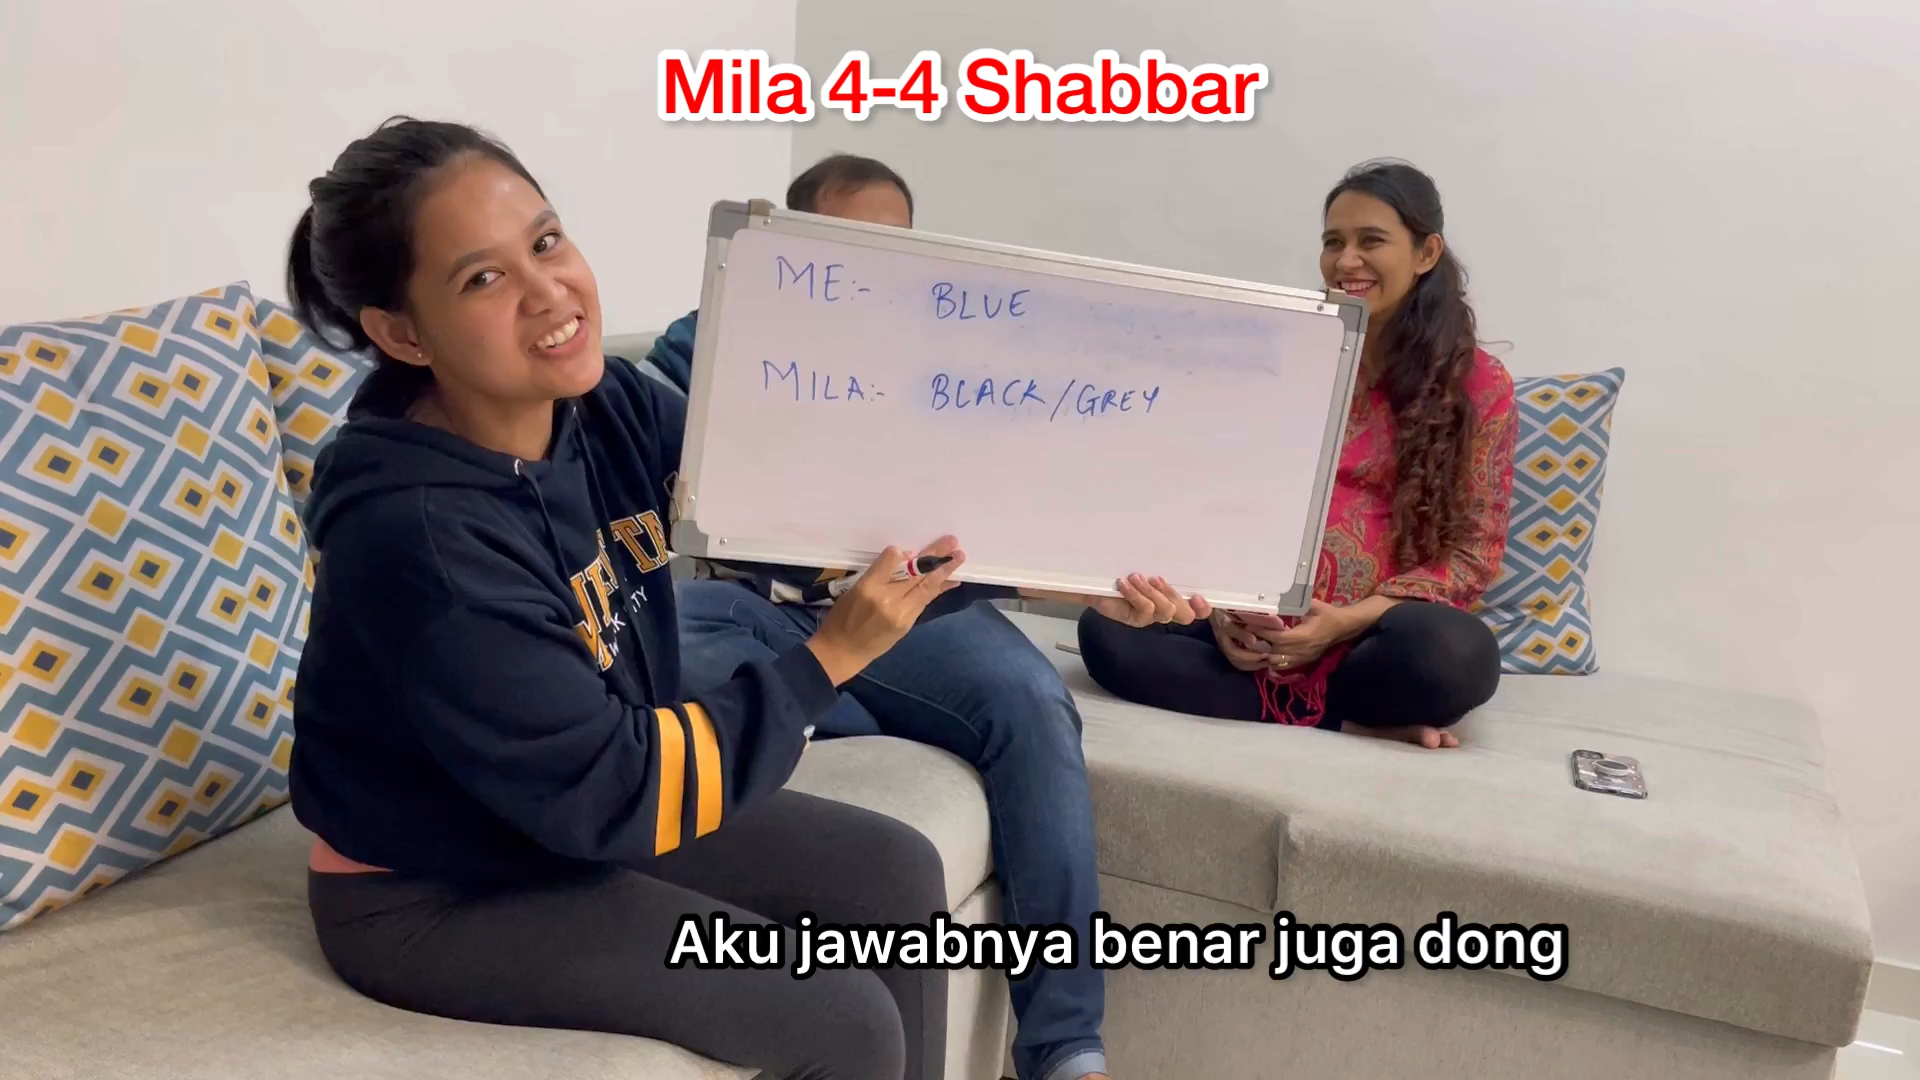 Mila 4-4 Shabbar
ME:- BLUE
MILA:- BLACK/GREY
Aku jawabnya benar juga dong